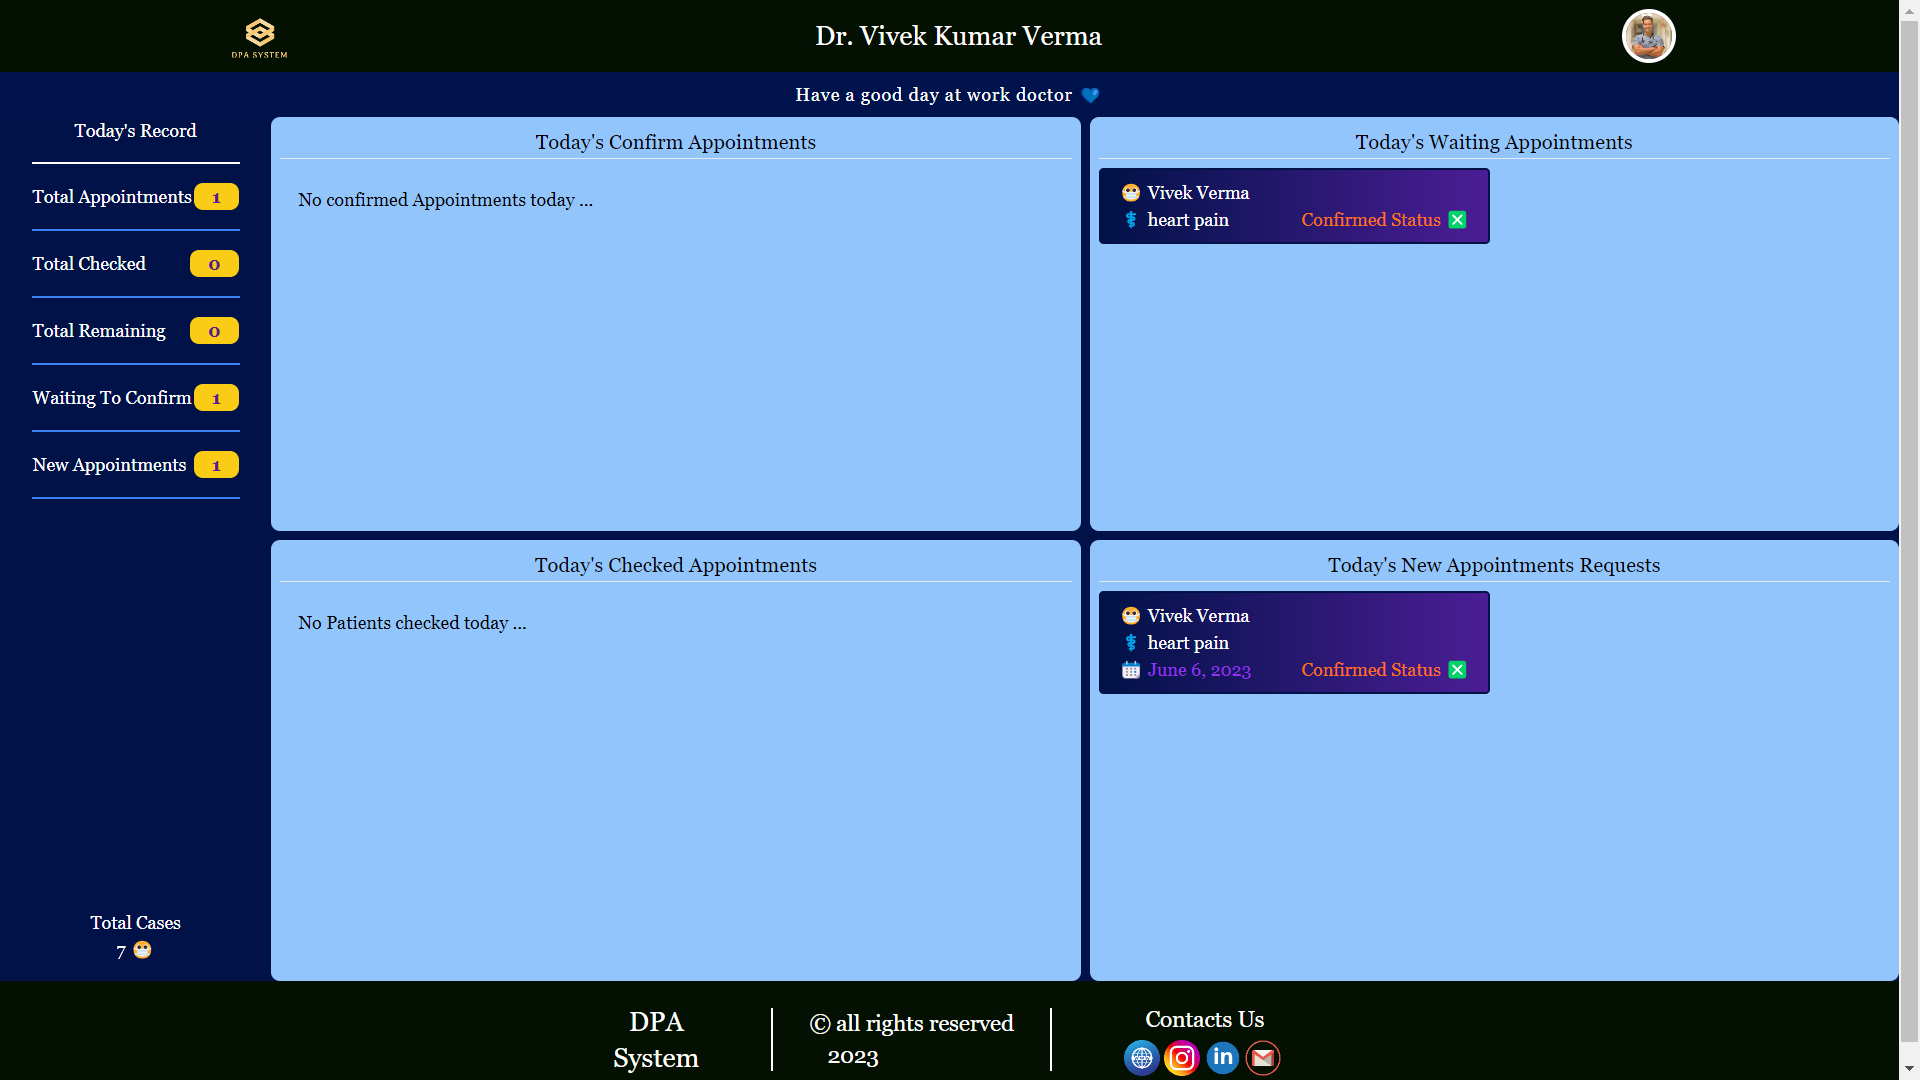 DPA SYSTEM
Dr. Vivek Kumar Verma
Have a good day at work doctor 💙
Today's Record
Total Appointments 1
Total Checked 0
Total Remaining 0
Waiting To Confirm 1
New Appointments 1
Total Cases
7 😷
Today's Confirm Appointments
No confirmed Appointments today ...
Today's Waiting Appointments
😷 Vivek Verma
⚕ heart pain Confirmed Status ❎
Today's Checked Appointments
No Patients checked today ...
Today's New Appointments Requests
😷 Vivek Verma
⚕ heart pain
📅 June 6, 2023 Confirmed Status ❎
DPA
System
© all rights reserved
2023
Contacts Us
in